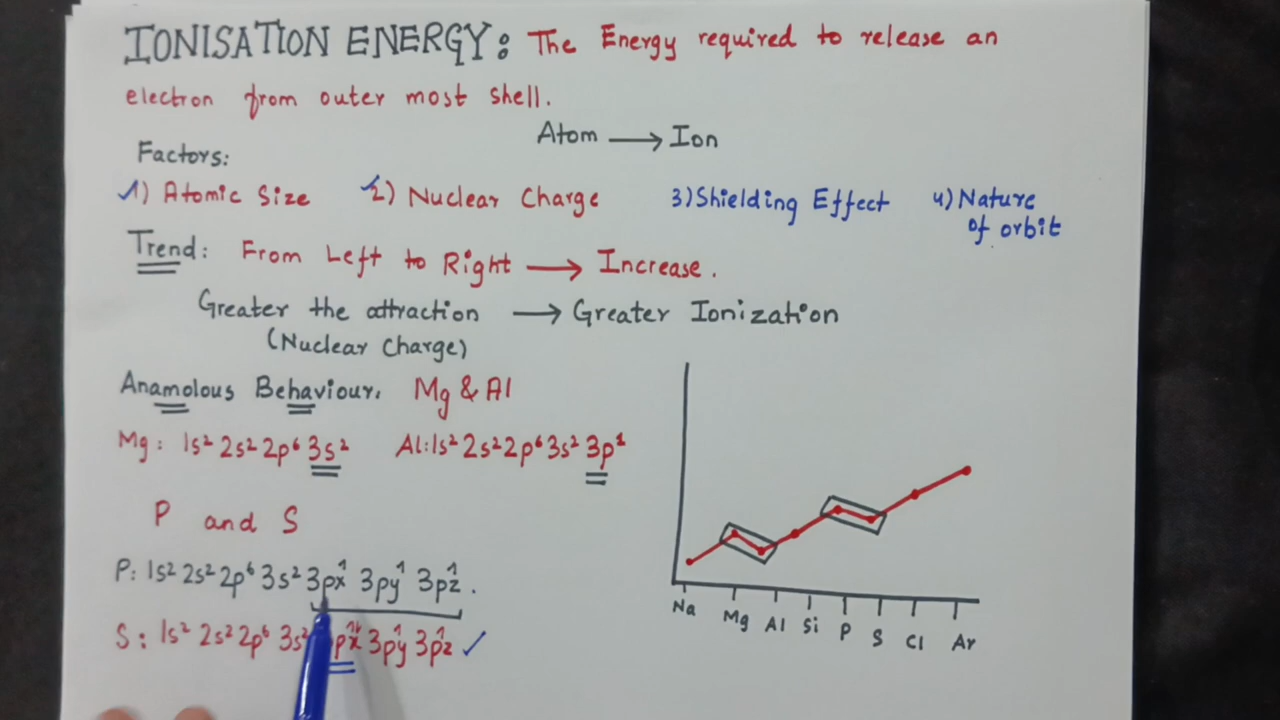 IONISATION ENERGY: The Energy required to release an
electron from outer most shell.
Atom → Ion
Factors:
1) Atomic Size 2) Nuclear Charge 3) Shielding Effect 4) Nature
of orbit
Trend: From Left to Right → Increase.
Greater the attraction → Greater Ionization
(Nuclear Charge)
Anamolous Behaviour. Mg & Al
Mg: 1s² 2s² 2p⁶ 3s² Al: 1s² 2s² 2p⁶ 3s² 3p¹
P and S
P: 1s² 2s² 2p⁶ 3s² 3px¹ 3py¹ 3pz¹.
S: 1s² 2s² 2p⁶ 3s² px 3py¹ 3pz¹ ✓
Na Mg Al Si P S Cl Ar